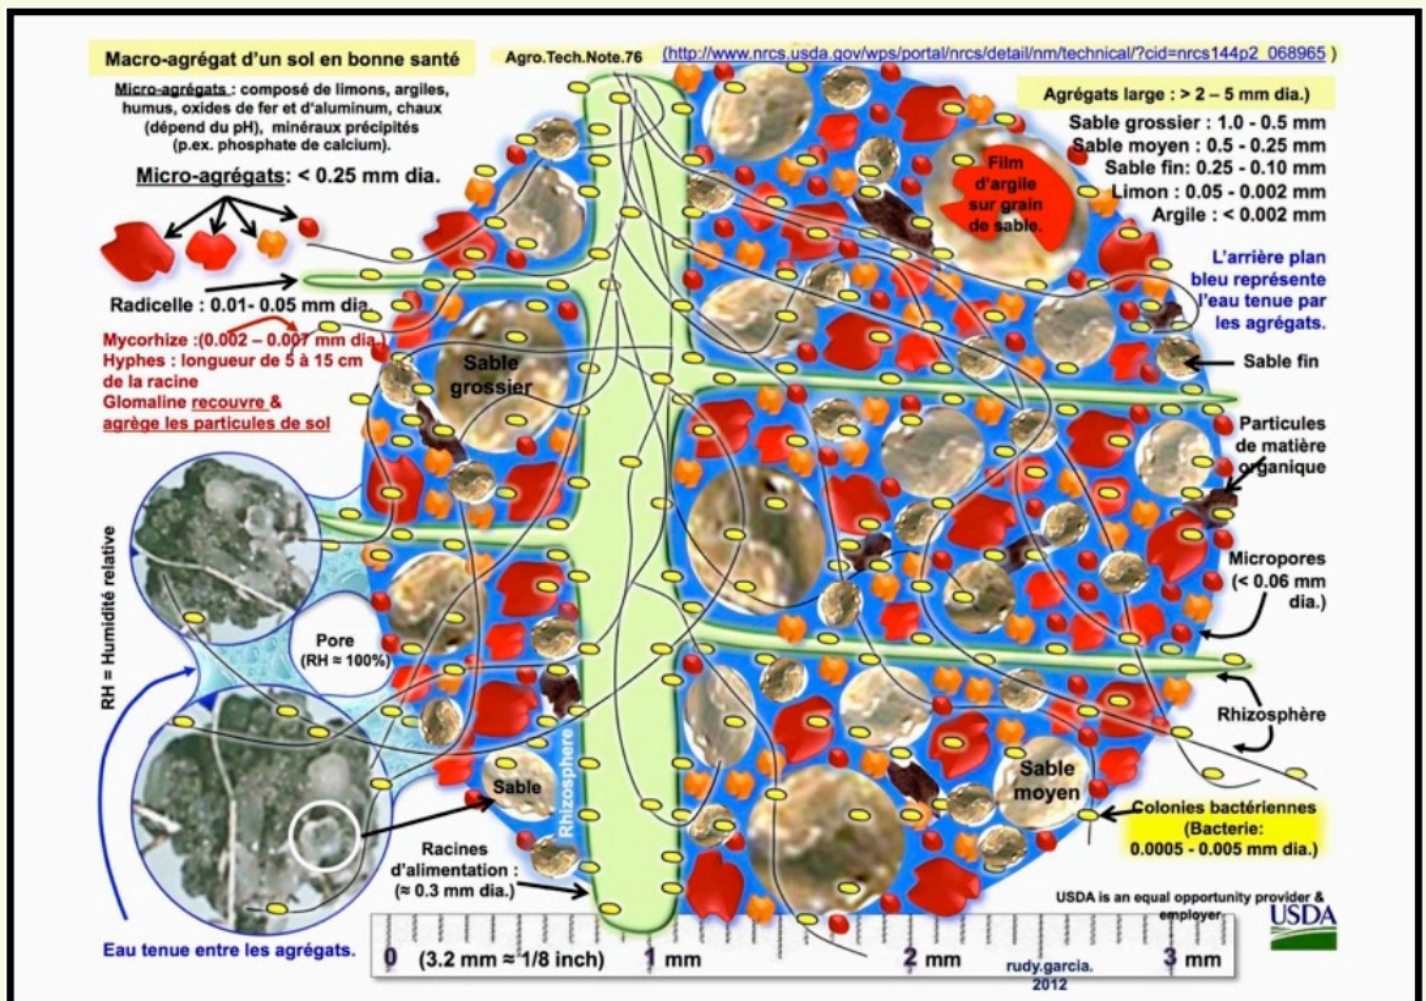 Macro-agrégat d'un sol en bonne santé
Agro.Tech.Note.76
(http://www.nrcs.usda.gov/wps/portal/nrcs/detail/nm/technical/?cid=nrcs144p2_068965 )
Micro-agrégats : composé de limons, argiles,
humus, oxides de fer et d'aluminum, chaux
(dépend du pH), minéraux précipités
(p.ex. phosphate de calcium).
Micro-agrégats: < 0.25 mm dia.
Radicelle : 0.01- 0.05 mm dia.
Mycorhize :(0.002 – 0.007 mm dia.)
Hyphes : longueur de 5 à 15 cm
de la racine
Glomaline recouvre &
agrège les particules de sol
Agrégats large : > 2 – 5 mm dia.)
Sable grossier : 1.0 - 0.5 mm
Sable moyen : 0.5 - 0.25 mm
Sable fin: 0.25 - 0.10 mm
Limon : 0.05 - 0.002 mm
Argile : < 0.002 mm
Film
d'argile
sur grain
de sable.
L'arrière plan
bleu représente
l'eau tenue par
les agrégats.
Sable fin
Sable
grossier
Particules
de matière
organique
Micropores
(< 0.06 mm
dia.)
RH = Humidité relative
Pore
(RH ≈ 100%)
Rhizosphère
Rhizosphere
Sable
Sable
moyen
Colonies bactériennes
(Bacterie:
0.0005 - 0.005 mm dia.)
Racines
d'alimentation :
(≈ 0.3 mm dia.)
Eau tenue entre les agrégats.
USDA is an equal opportunity provider &
employer
USDA
0 (3.2 mm ≈ 1/8 inch) 1 mm 2 mm 3 mm
rudy.garcia.
2012